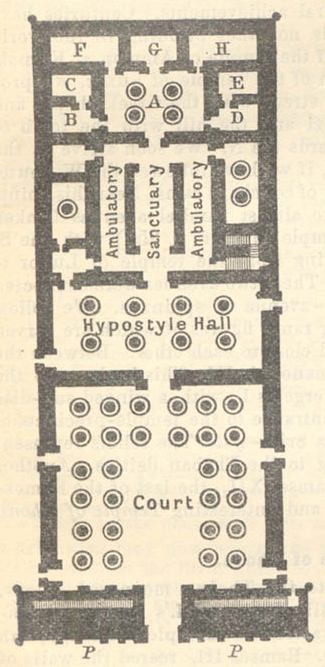 F G H
C A E
B D
Ambulatory
Sanctuary
Ambulatory
Hypostyle Hall
Court
P P